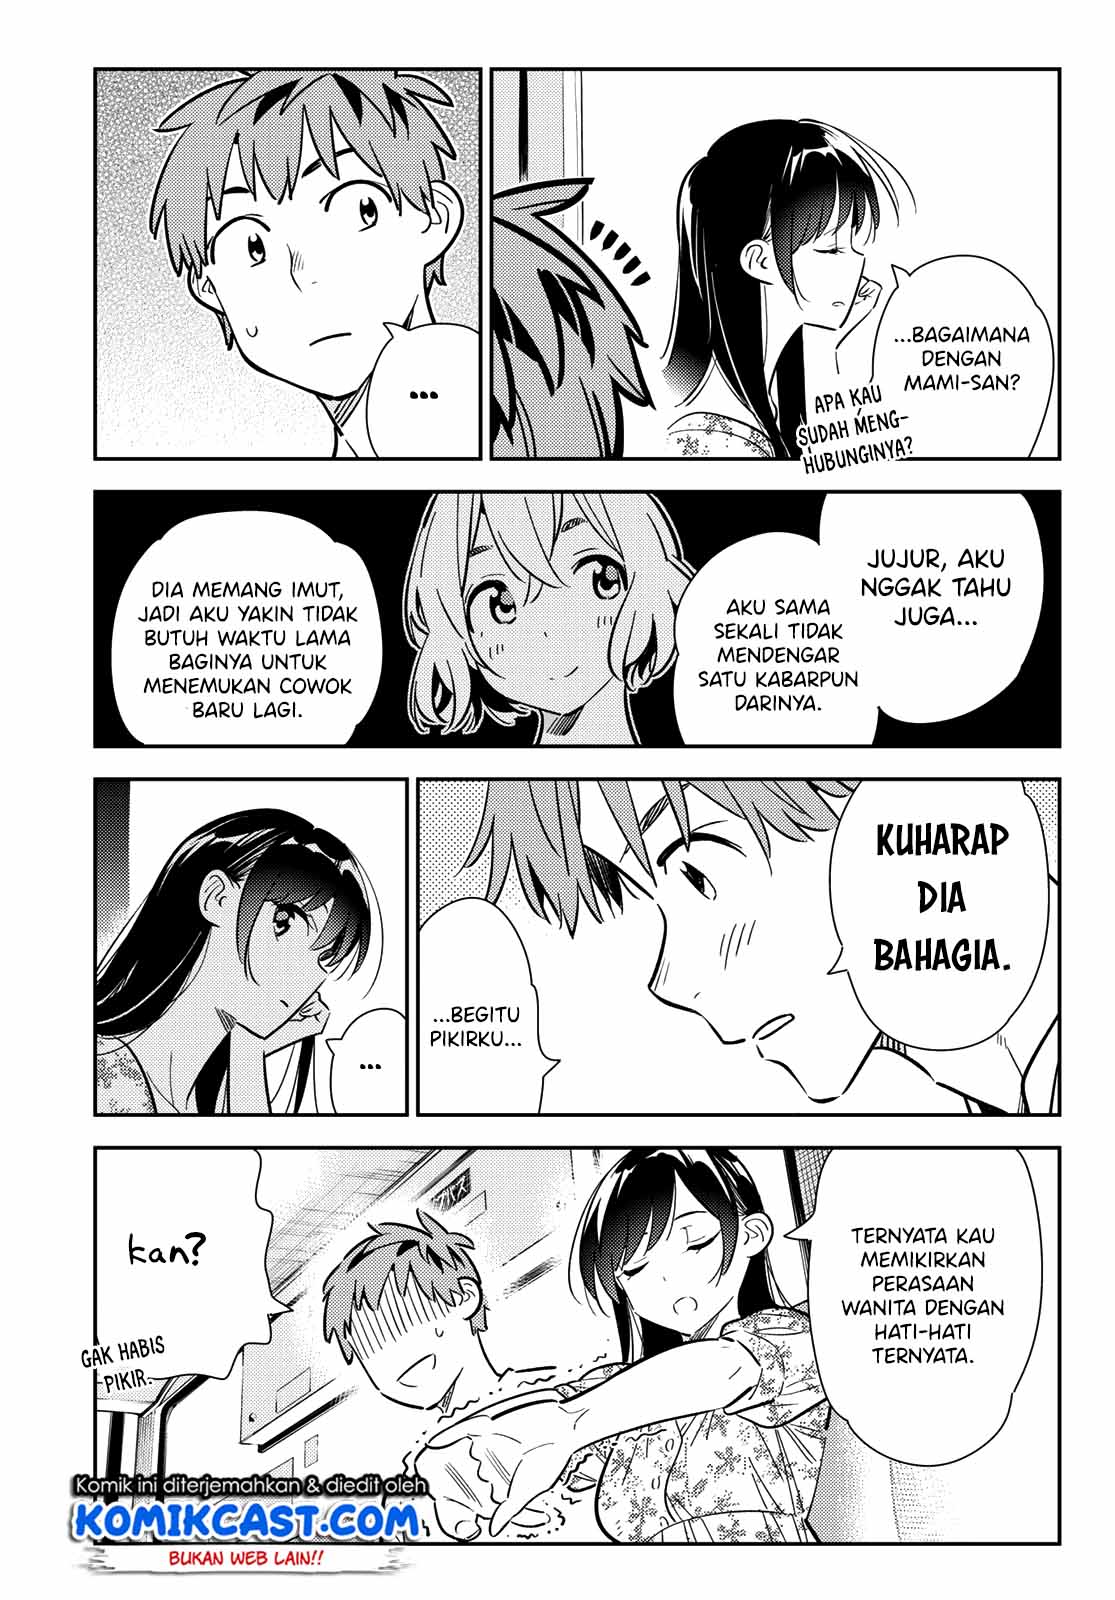 ...BAGAIMANA
DENGAN
MAMI-SAN?
APA KAU
SUDAH MENG-
HUBUNGINYA?
...
JUJUR, AKU
NGGAK TAHU
JUGA...
AKU SAMA
SEKALI TIDAK
MENDENGAR
SATU KABARPUN
DARINYA.
DIA MEMANG IMUT,
JADI AKU YAKIN TIDAK
BUTUH WAKTU LAMA
BAGINYA UNTUK
MENEMUKAN COWOK
BARU LAGI.
KUHARAP
DIA
BAHAGIA.
...BEGITU
PIKIRKU...
...
TERNYATA KAU
MEMIKIRKAN
PERASAAN
WANITA DENGAN
HATI-HATI
TERNYATA.
kan?
GAK HABIS
PIKIR.
Komik ini diterjemahkan & diedit oleh
KOMIKCAST.COM
BUKAN WEB LAIN!!